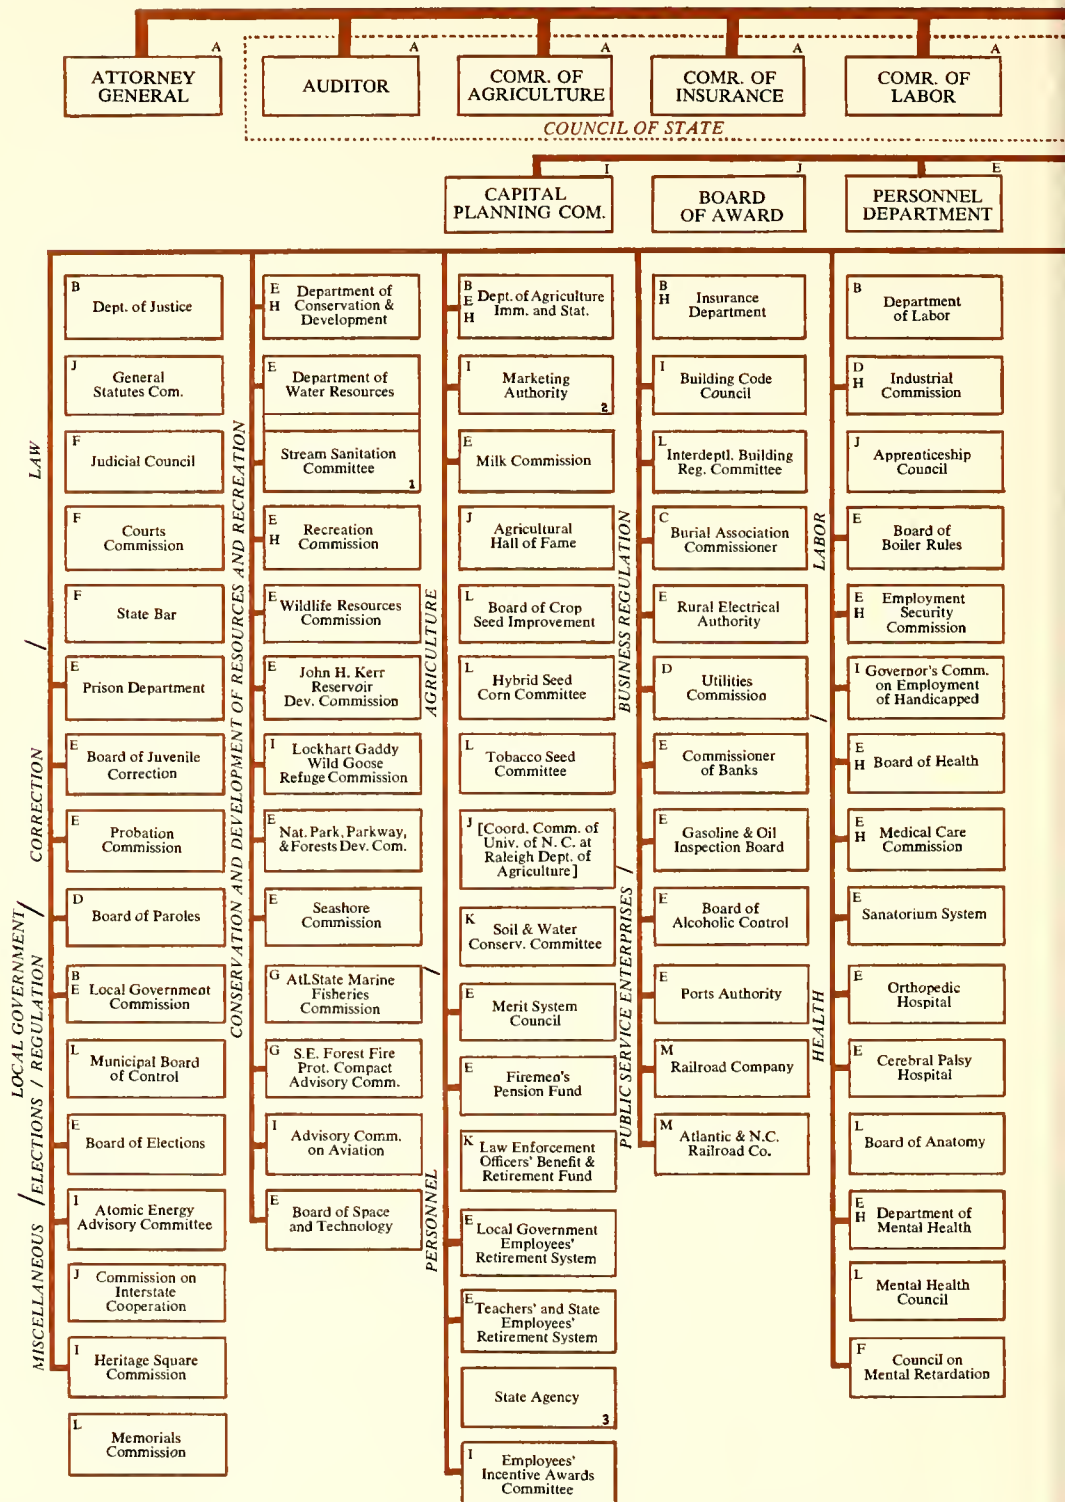 A
ATTORNEY
GENERAL
A
AUDITOR
A
COMR. OF
AGRICULTURE
A
COMR. OF
INSURANCE
A
COMR. OF
LABOR
COUNCIL OF STATE
I
CAPITAL
PLANNING COM.
J
BOARD
OF AWARD
E
PERSONNEL
DEPARTMENT
LAW
B
Dept. of Justice
J
General
Statutes Com.
F
Judicial Council
F
Courts
Commission
F
State Bar
/
CORRECTION
E
Prison Department
E
Board of Juvenile
Correction
E
Probation
Commission
D
Board of Paroles
LOCAL GOVERNMENT /
B
E Local Government
Commission
L
Municipal Board
of Control
/ ELECTIONS / REGULATION
E
Board of Elections
MISCELLANEOUS
I
Atomic Energy
Advisory Committee
J
Commission on
Interstate
Cooperation
I
Heritage Square
Commission
L
Memorials
Commission
CONSERVATION AND DEVELOPMENT OF RESOURCES AND RECREATION
E Department of
H Conservation &
Development
E
Department of
Water Resources
Stream Sanitation
Committee
1
E
H Recreation
Commission
E
Wildlife Resources
Commission
E
John H. Kerr
Reservoir
Dev. Commission
I
Lockhart Gaddy
Wild Goose
Refuge Commission
E
Nat. Park, Parkway,
& Forests Dev. Com.
E
Seashore
Commission
G
Atl.State Marine
Fisheries
Commission
G
S.E. Forest Fire
Prot. Compact
Advisory Comm.
I
Advisory Comm.
on Aviation
E
Board of Space
and Technology
AGRICULTURE
B
E Dept. of Agriculture
H Imm. and Stat.
I
Marketing
Authority
2
E
Milk Commission
J
Agricultural
Hall of Fame
L
Board of Crop
Seed Improvement
L
Hybrid Seed
Corn Committee
L
Tobacco Seed
Committee
J
[Coord. Comm. of
Univ. of N. C. at
Raleigh Dept. of
Agriculture]
K
Soil & Water
Conserv. Committee
/
PERSONNEL
E
Merit System
Council
E
Firemen's
Pension Fund
K
Law Enforcement
Officers' Benefit &
Retirement Fund
E
Local Government
Employees'
Retirement System
E
Teachers' and State
Employees'
Retirement System
State Agency
3
I
Employees'
Incentive Awards
Committee
BUSINESS REGULATION
B
H Insurance
Department
I
Building Code
Council
L
Interdeptl. Building
Reg. Committee
C
Burial Association
Commissioner
E
Rural Electrical
Authority
D
Utilities
Commission
E
Commissioner
of Banks
E
Gasoline & Oil
Inspection Board
PUBLIC SERVICE ENTERPRISES /
E
Board of
Alcoholic Control
E
Ports Authority
M
Railroad Company
M
Atlantic & N.C.
Railroad Co.
LABOR
B
Department
of Labor
D
H Industrial
Commission
J
Apprenticeship
Council
E
Board of
Boiler Rules
E Employment
H Security
Commission
I Governor's Comm.
on Employment
of Handicapped
/
HEALTH
E
H Board of Health
E
H Medical Care
Commission
E
Sanatorium System
E
Orthopedic
Hospital
E
Cerebral Palsy
Hospital
L
Board of Anatomy
E
H Department of
Mental Health
L
Mental Health
Council
F
Council on
Mental Retardation